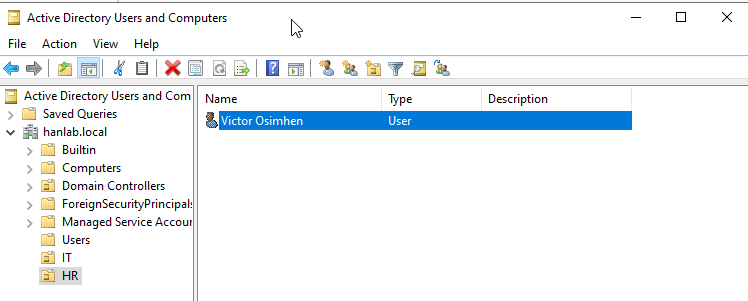 Active Directory Users and Computers
File Action View Help
Active Directory Users and Com
Name Type Description
Saved Queries
Victor Osimhen User
hanlab.local
Builtin
Computers
Domain Controllers
ForeignSecurityPrincipals
Managed Service Accour
Users
IT
HR